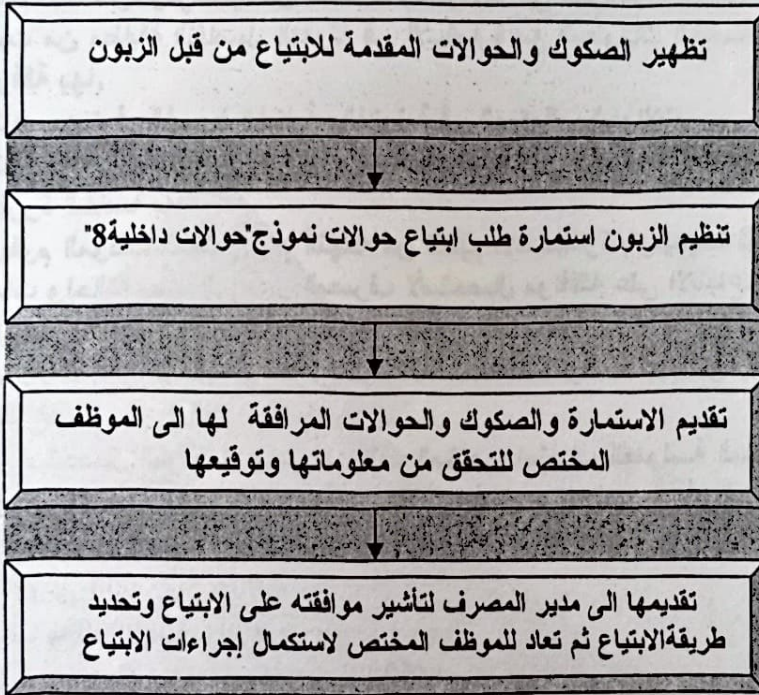 تظهير الصكوك والحوالات المقدمة للابتياع من قبل الزبون
تنظيم الزبون استمارة طلب ابتياع حوالات نموذج"حوالات داخلية8"
تقديم الاستمارة والصكوك والحوالات المرافقة لها الى الموظف
المختص للتحقق من معلوماتها وتوقيعها
تقديمها الى مدير المصرف لتأشير موافقته على الابتياع وتحديد
طريقةالابتياع ثم تعاد للموظف المختص لاستكمال إجراءات الابتياع